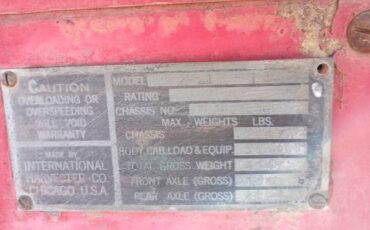 CAUTION
OVERLOADING OR
OVERSPEEDING
WILL VOID
WARRANTY
MADE BY
INTERNATIONAL
HARVESTER CO.
CHICAGO, U.S.A.
MODEL
RATING
CHASSIS NO.
MAX. WEIGHTS LBS.
CHASSIS
BODY, CAB, LOAD & EQUIP.
TOTAL GROSS WEIGHT
FRONT AXLE (GROSS)
REAR AXLE (GROSS)